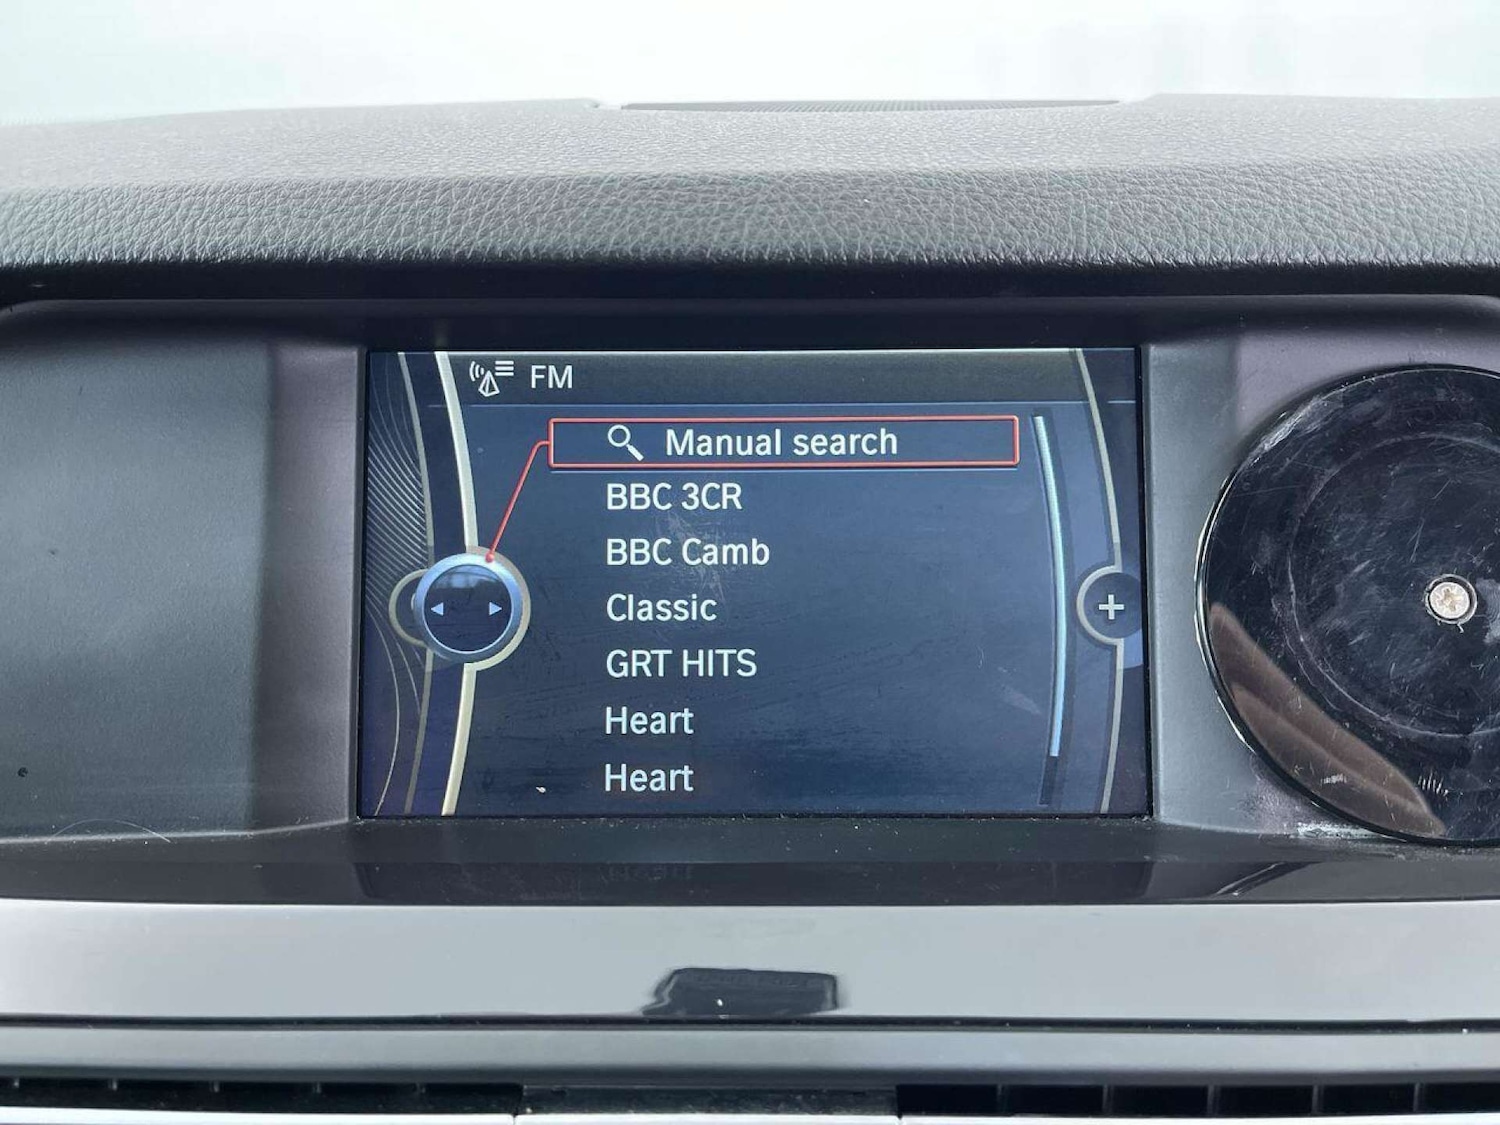 FM
Manual search
BBC 3CR
BBC Camb
Classic
GRT HITS
Heart
Heart